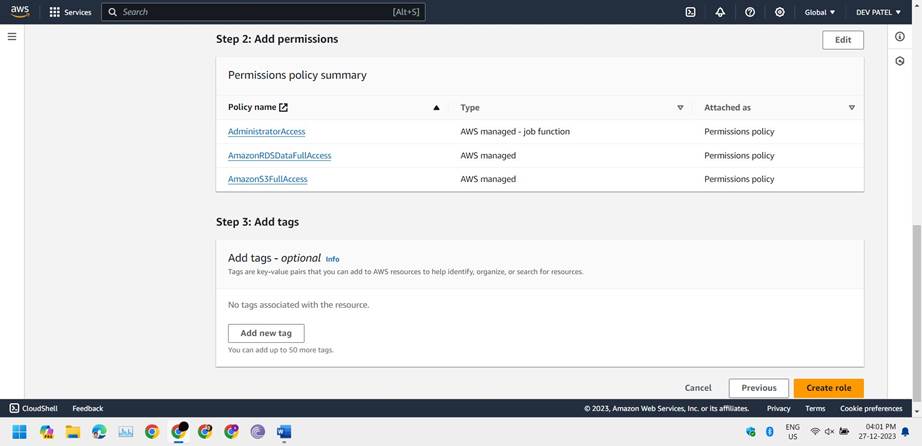 aws Services Search [Alt+S] Global DEV PATEL
Step 2: Add permissions Edit
Permissions policy summary
Policy name Type Attached as
AdministratorAccess AWS managed - job function Permissions policy
AmazonRDSDataFullAccess AWS managed Permissions policy
AmazonS3FullAccess AWS managed Permissions policy
Step 3: Add tags
Add tags - optional Info
Tags are key-value pairs that you can add to AWS resources to help identify, organize, or search for resources.
No tags associated with the resource.
Add new tag
You can add up to 50 more tags.
Cancel Previous Create role
CloudShell Feedback © 2023, Amazon Web Services, Inc. or its affiliates. Privacy Terms Cookie preferences
ENG 04:01 PM
US 27-12-2023